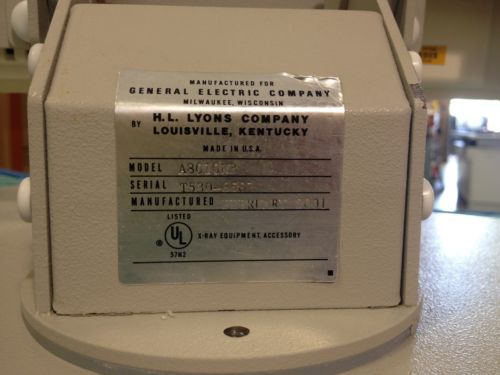 MANUFACTURED FOR
GENERAL ELECTRIC COMPANY
MILWAUKEE, WISCONSIN
BY H.L. LYONS COMPANY
LOUISVILLE, KENTUCKY
MADE IN U.S.A.
MODEL
SERIAL
MANUFACTURED
LISTED
UL
®
X-RAY EQUIPMENT, ACCESSORY
57N2